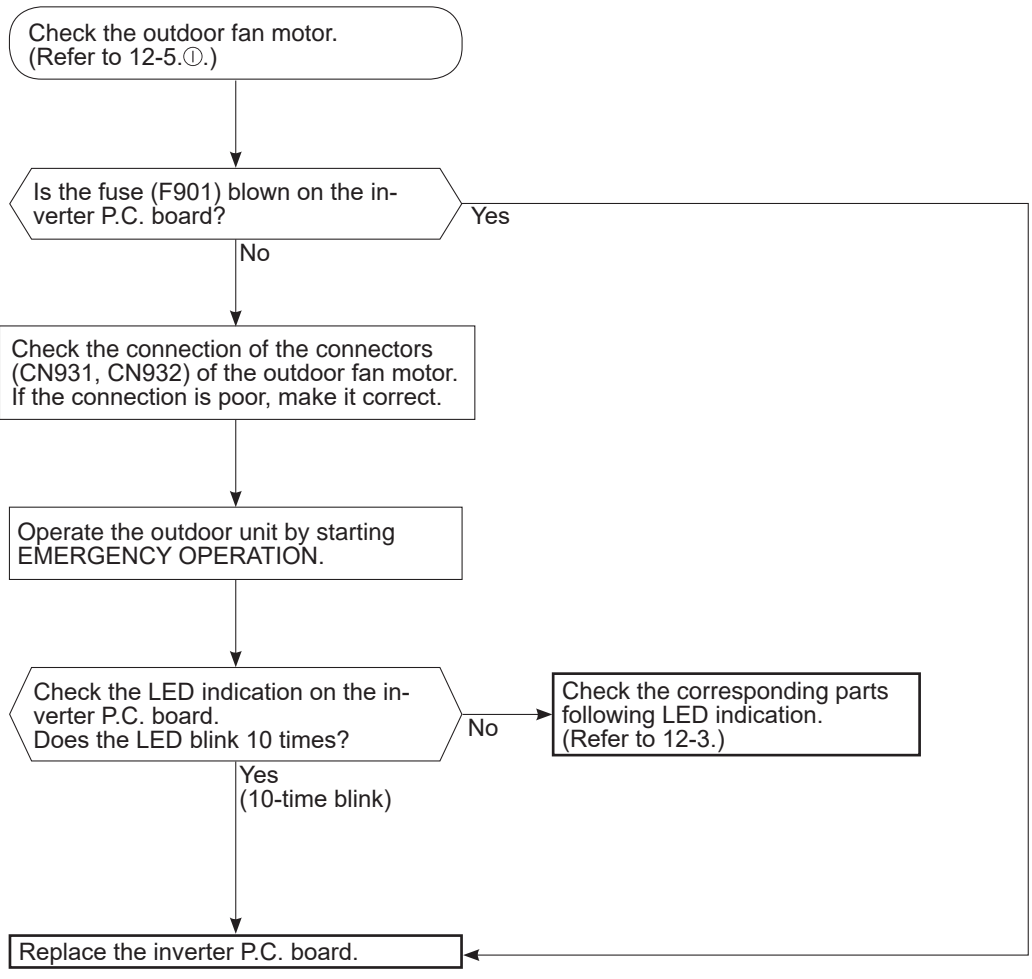 Check the outdoor fan motor.
(Refer to 12-5.Ⓘ.)
Is the fuse (F901) blown on the in-
verter P.C. board?
Yes
No
Check the connection of the connectors
(CN931, CN932) of the outdoor fan motor.
If the connection is poor, make it correct.
Operate the outdoor unit by starting
EMERGENCY OPERATION.
Check the LED indication on the in-
verter P.C. board.
Does the LED blink 10 times?
No
Check the corresponding parts
following LED indication.
(Refer to 12-3.)
Yes
(10-time blink)
Replace the inverter P.C. board.